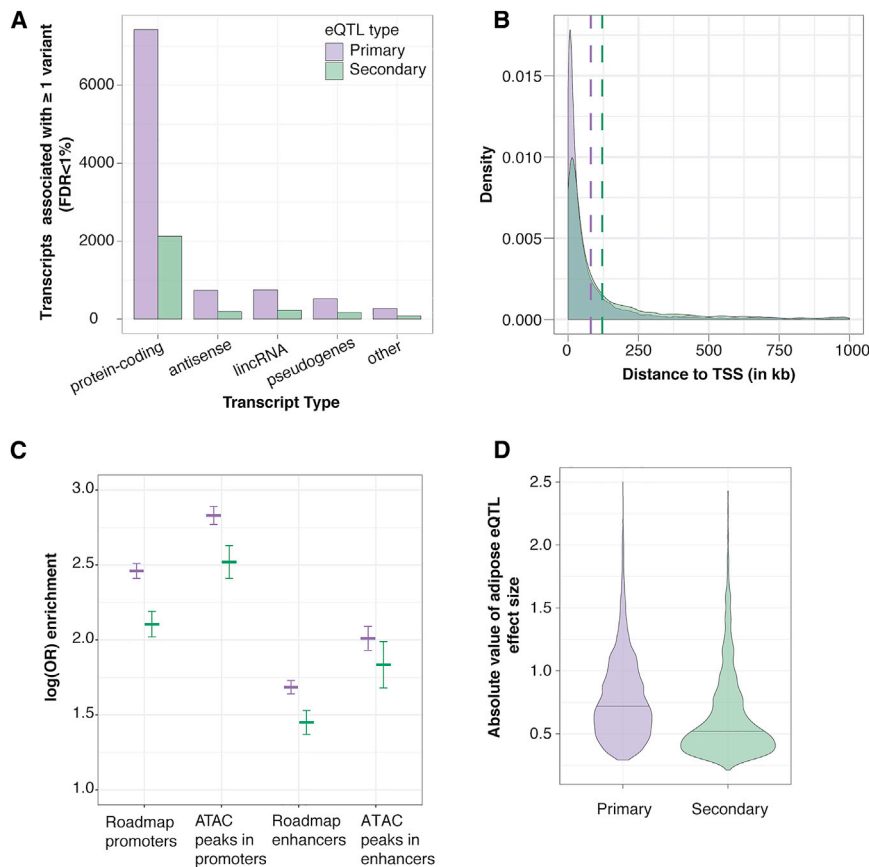 A
Transcripts associated with ≥ 1 variant
(FDR<1%)
6000
4000
2000
0
eQTL type
Primary
Secondary
protein-coding
antisense
lincRNA
pseudogenes
other
Transcript Type
B
Density
0.015
0.010
0.005
0.000
0
250
500
750
1000
Distance to TSS (in kb)
C
log(OR) enrichment
3.0
2.5
2.0
1.5
1.0
Roadmap
promoters
ATAC
peaks in
promoters
Roadmap
enhancers
ATAC
peaks in
enhancers
D
Absolute value of adipose eQTL
effect size
2.5
2.0
1.5
1.0
0.5
Primary
Secondary